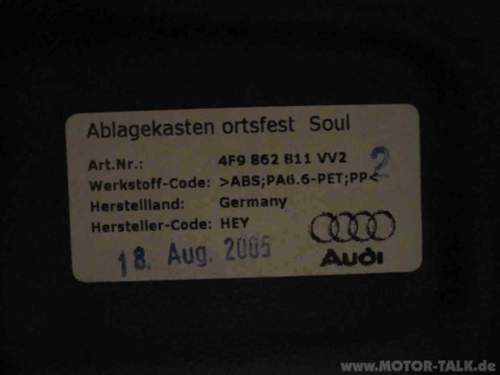 Ablagekasten ortsfest Soul
Art.Nr.: 4F9 862 B11 VV2
2
Werkstoff-Code: >ABS;PA6.6-PET;PP<
Herstellland: Germany
Hersteller-Code: HEY
18. Aug. 2005
Audi
www.MOTOR-TALK.de